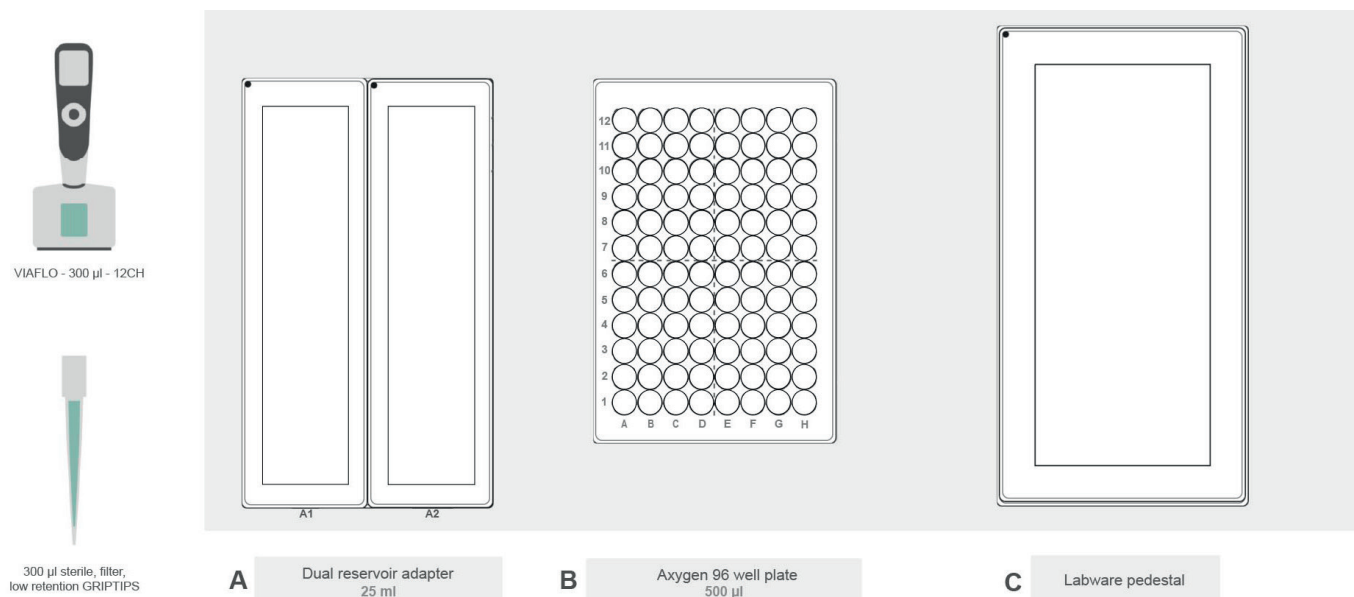 VIAFLO - 300 µl - 12CH
300 µl sterile, filter,
low retention GRIPTIPS
A1 A2
A Dual reservoir adapter
25 ml
12
11
10
9
8
7
6
5
4
3
2
1
A B C D E F G H
B Axygen 96 well plate
500 µl
C Labware pedestal